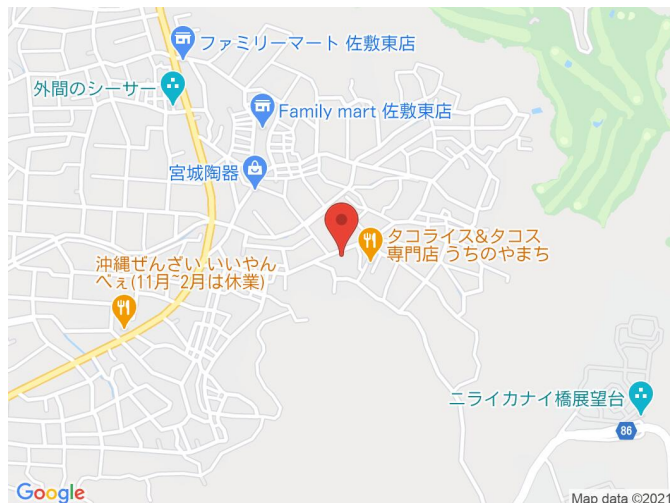 ファミリーマート 佐敷東店
外間のシーサー
Family mart 佐敷東店
宮城陶器
タコライス&タコス
専門店 うちのやまち
沖縄ぜんざい いいやん
べぇ(11月~2月は休業)
ニライカナイ橋展望台
86
Google
Map data ©2021